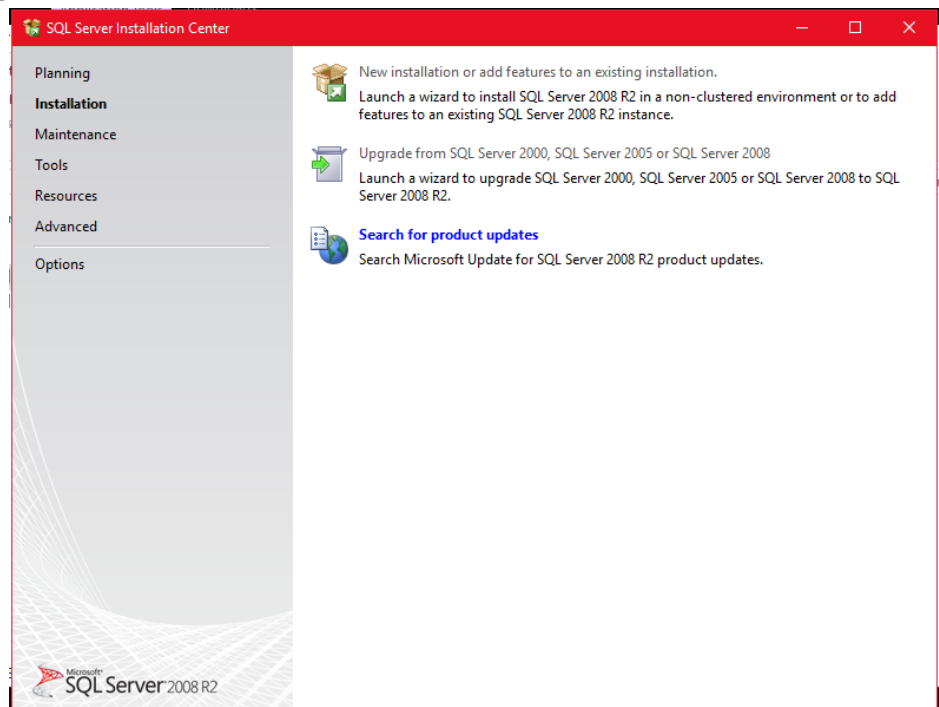 SQL Server Installation Center
Planning
Installation
Maintenance
Tools
Resources
Advanced
Options
New installation or add features to an existing installation.
Launch a wizard to install SQL Server 2008 R2 in a non-clustered environment or to add
features to an existing SQL Server 2008 R2 instance.
Upgrade from SQL Server 2000, SQL Server 2005 or SQL Server 2008
Launch a wizard to upgrade SQL Server 2000, SQL Server 2005 or SQL Server 2008 to SQL
Server 2008 R2.
Search for product updates
Search Microsoft Update for SQL Server 2008 R2 product updates.
Microsoft®
SQL Server 2008 R2